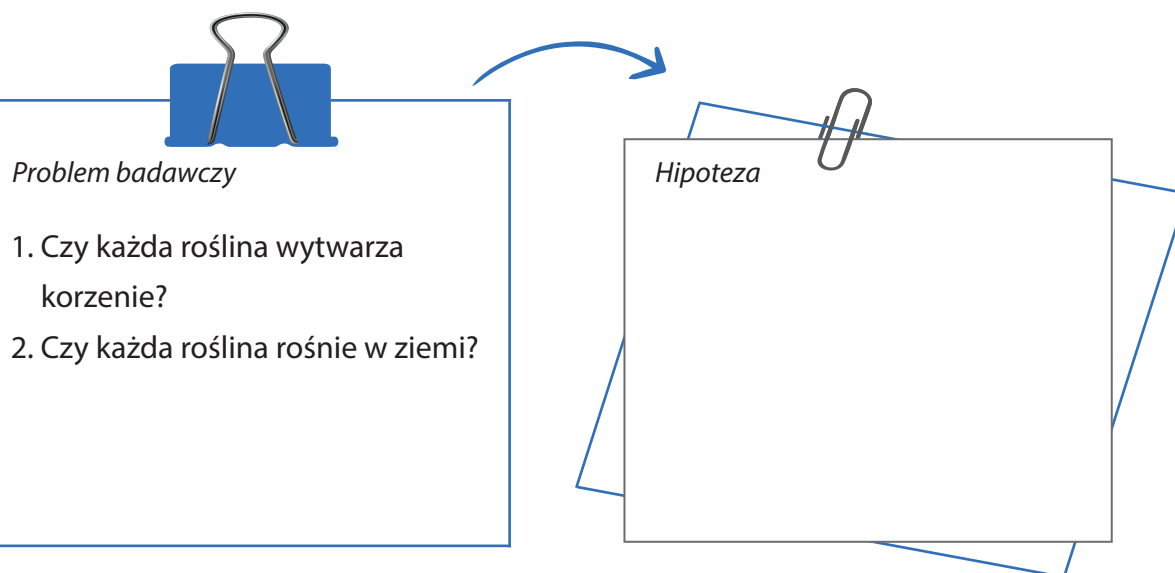 Problem badawczy
1. Czy każda roślina wytwarza
korzenie?
2. Czy każda roślina rośnie w ziemi?
Hipoteza